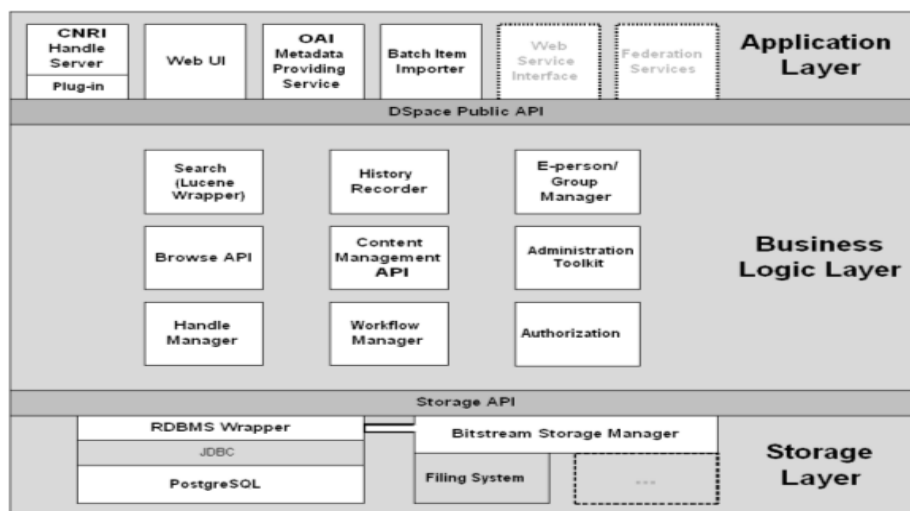 CNRI
Handle
Server
Plug-in
Web UI
OAI
Metadata
Providing
Service
Batch Item
Importer
Web
Service
Interface
Federation
Services
Application
Layer
DSpace Public API
Search
(Lucene
Wrapper)
History
Recorder
E-person/
Group
Manager
Browse API
Content
Management
API
Administration
Toolkit
Business
Logic Layer
Handle
Manager
Workflow
Manager
Authorization
Storage API
RDBMS Wrapper
JDBC
PostgreSQL
Bitstream Storage Manager
Filing System
...
Storage
Layer